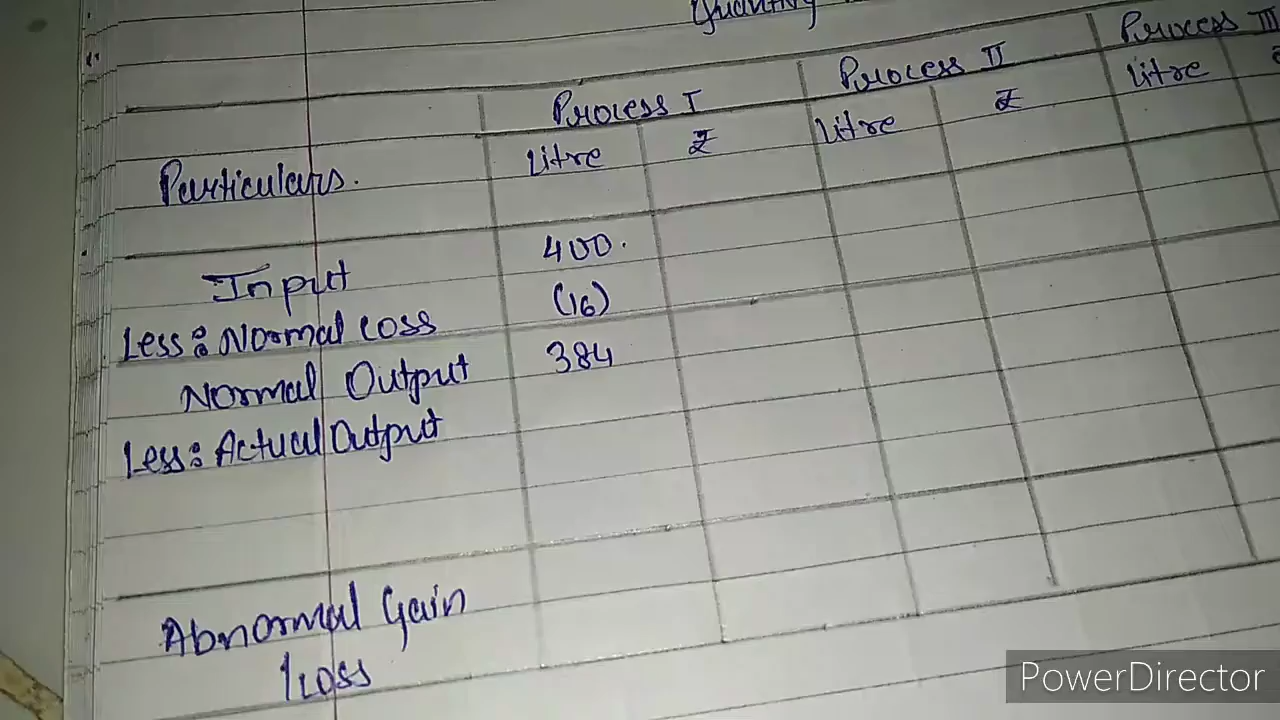 Quantity
Process I Process II Process III
Particulars. Litre ₹ Litre ₹ Litre
Input 400.
Less: Normal Loss (16)
Normal Output 384
Less: Actual Output
Abnormal Gain
/Loss
PowerDirector